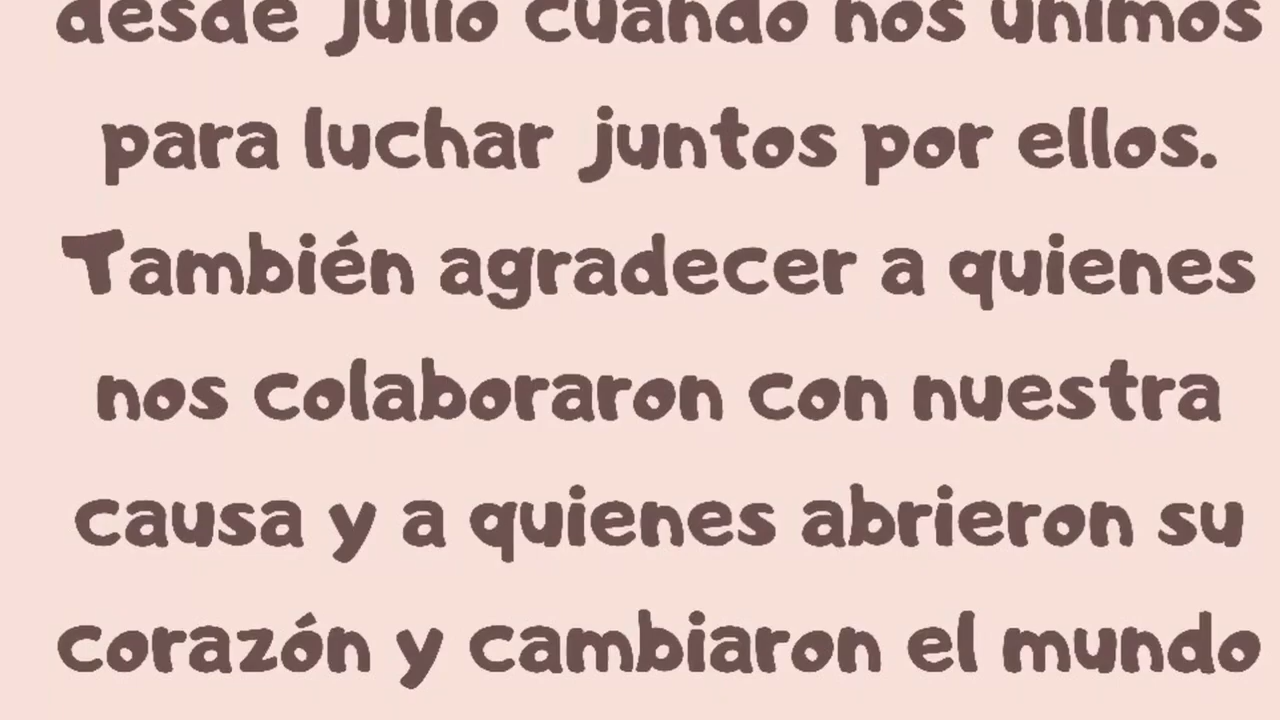 desde Julio cuando nos unimos
para luchar juntos por ellos.
También agradecer a quienes
nos colaboraron con nuestra
causa y a quienes abrieron su
corazón y cambiaron el mundo